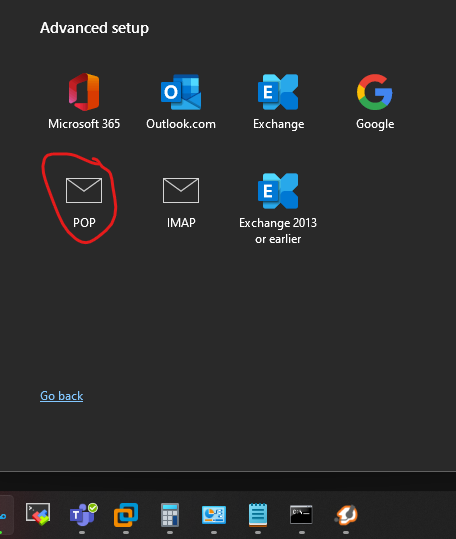 Advanced setup
Microsoft 365
Outlook.com
Exchange
Google
POP
IMAP
Exchange 2013
or earlier
Go back